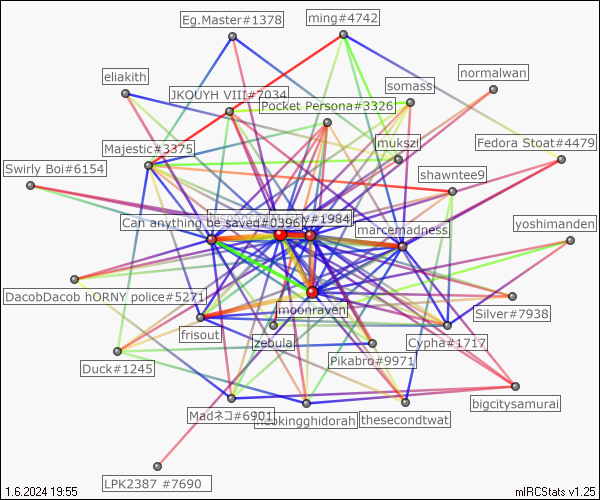 Eg.Master#1378
ming#4742
normalwan
eliakith
somass
JKOUYH VIII#7034
Pocket Persona#3326
mukszi
Fedora Stoat#4479
Majestic#3375
Swirly Boi#6154
shawntee9
Can anything be saved#0396
#1984
marcemadness
yoshimanden
DacobDacob hORNY police#5271
moonraven
Silver#7938
frisout
zebula
Cypha#1717
Pikabro#9971
Duck#1245
bigcitysamurai
Madネコ#6901
neokingghidorah
thesecondtwat
LPK2387 #7690
1.6.2024 19:55
mIRCStats v1.25